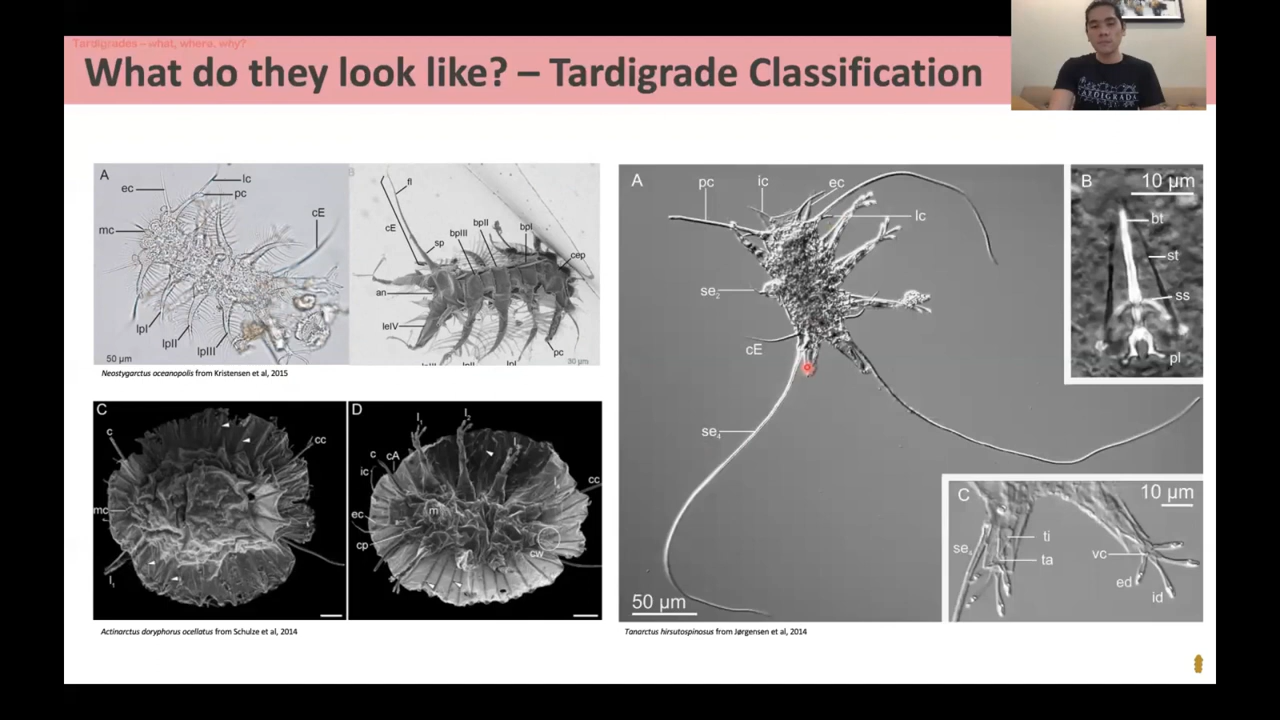 Tardigrades – what, where, why?
What do they look like? – Tardigrade Classification
TARDIGRADA
A
ec
lc
pc
mc
cE
lpI
lpII
lpIII
50 µm
B
fl
cE
sp
bpIII
bpII
bpI
cep
an
leIV
pc
30 µm
Neostygarctus oceanopolis from Kristensen et al, 2015
C
c
cc
mc
l1
D
l1
l2
c
cA
ic
ec
cp
m
cc
cw
Actinarctus doryphorus ocellatus from Schulze et al, 2014
A
pc
ic
ec
lc
se2
cE
se4
50 µm
B
10 µm
bt
st
ss
pl
C
10 µm
se4
ti
ta
vc
ed
id
Tanarctus hirsutospinosus from Jørgensen et al, 2014